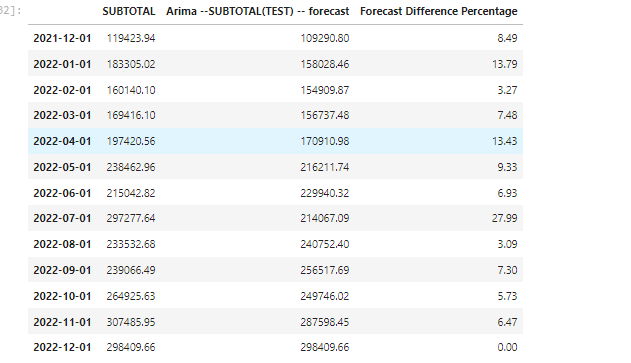 32]:
SUBTOTAL Arima --SUBTOTAL(TEST) -- forecast Forecast Difference Percentage
2021-12-01 119423.94 109290.80 8.49
2022-01-01 183305.02 158028.46 13.79
2022-02-01 160140.10 154909.87 3.27
2022-03-01 169416.10 156737.48 7.48
2022-04-01 197420.56 170910.98 13.43
2022-05-01 238462.96 216211.74 9.33
2022-06-01 215042.82 229940.32 6.93
2022-07-01 297277.64 214067.09 27.99
2022-08-01 233532.68 240752.40 3.09
2022-09-01 239066.49 256517.69 7.30
2022-10-01 264925.63 249746.02 5.73
2022-11-01 307485.95 287598.45 6.47
2022-12-01 298409.66 298409.66 0.00